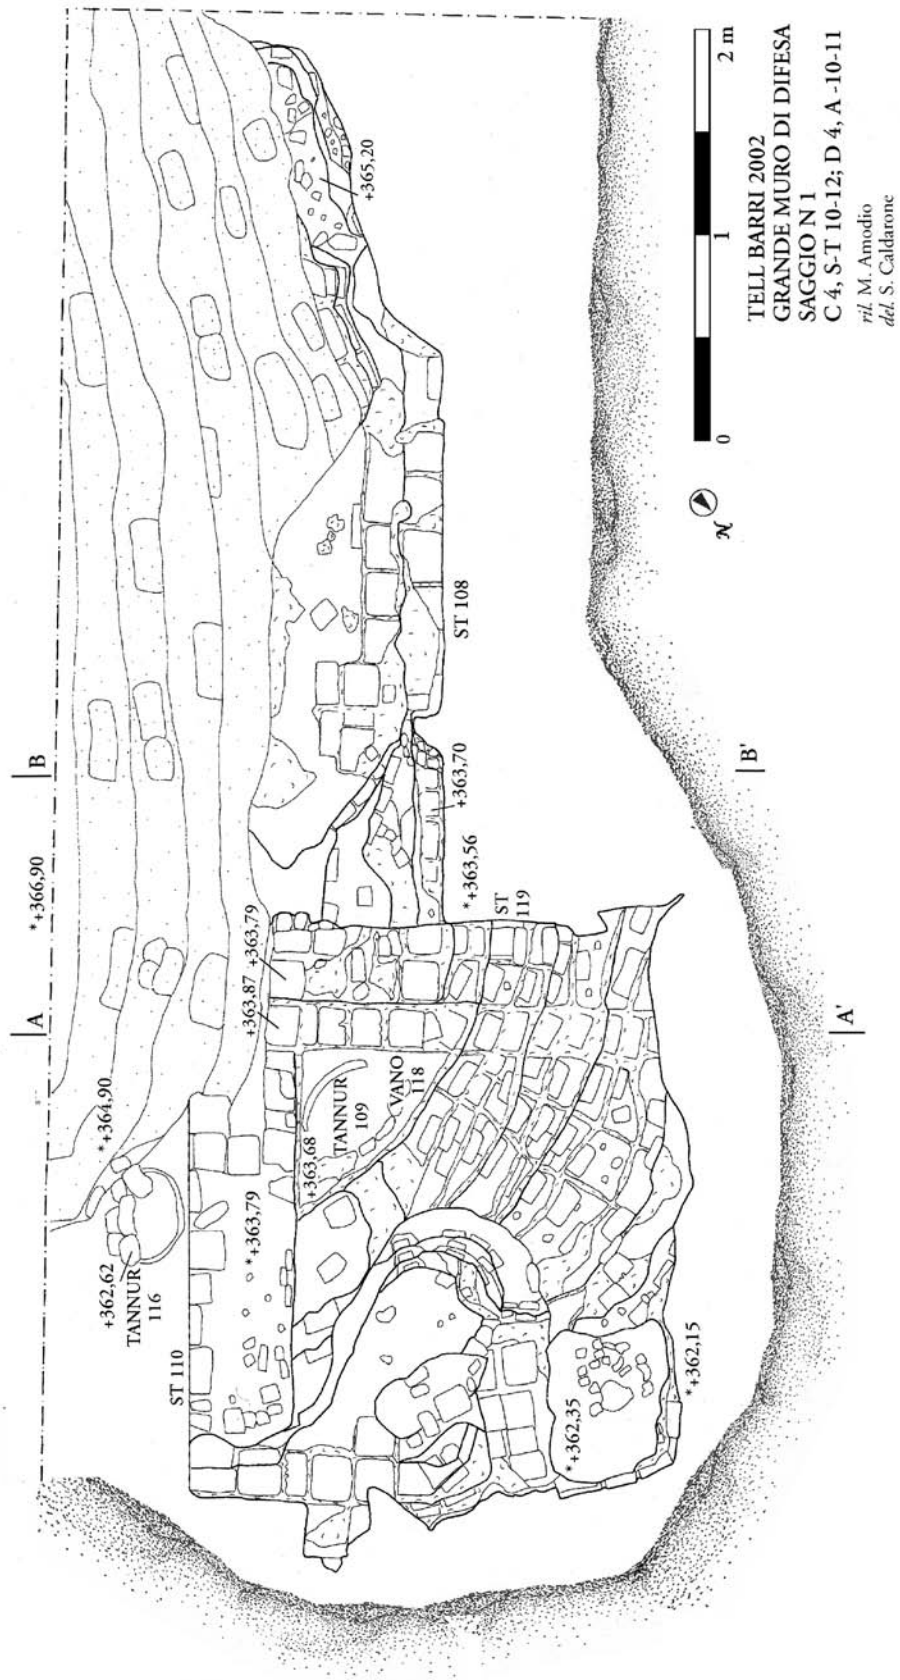 B
*+366,90
A
*+364,90
+362,62
TANNUR
116
ST 110
*+363,79
+363,87
+363,79
+363,68
TANNUR
109
VANO
118
+365,20
ST 108
+363,70
*+363,56
ST
119
*+362,35
*+362,15
B'
A'
N
0
1
2 m
TELL BARRI 2002
GRANDE MURO DI DIFESA
SAGGIO N 1
C 4, S-T 10-12; D 4, A -10-11
ril. M. Amodio
del. S. Caldarone